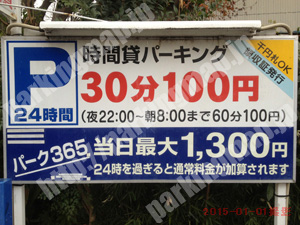 P
24時間
時間貸パーキング
千円札OK
領収証発行
30分100円
(夜22:00~朝8:00まで60分100円)
パーク365
当日最大1,300円
24時を過ぎると通常料金が加算されます